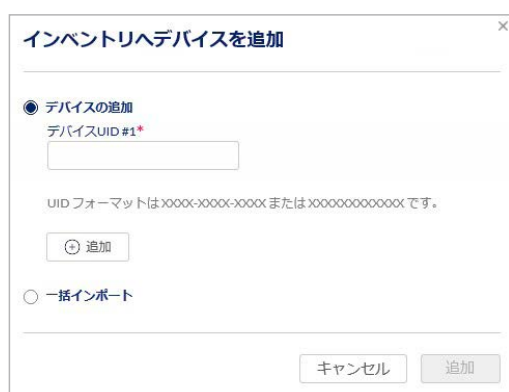 インベントリへデバイスを追加
×
デバイスの追加
デバイスUID #1*
UID フォーマットは XXXX-XXXX-XXXX または XXXXXXXXXXXX です。
追加
一括インポート
キャンセル
追加